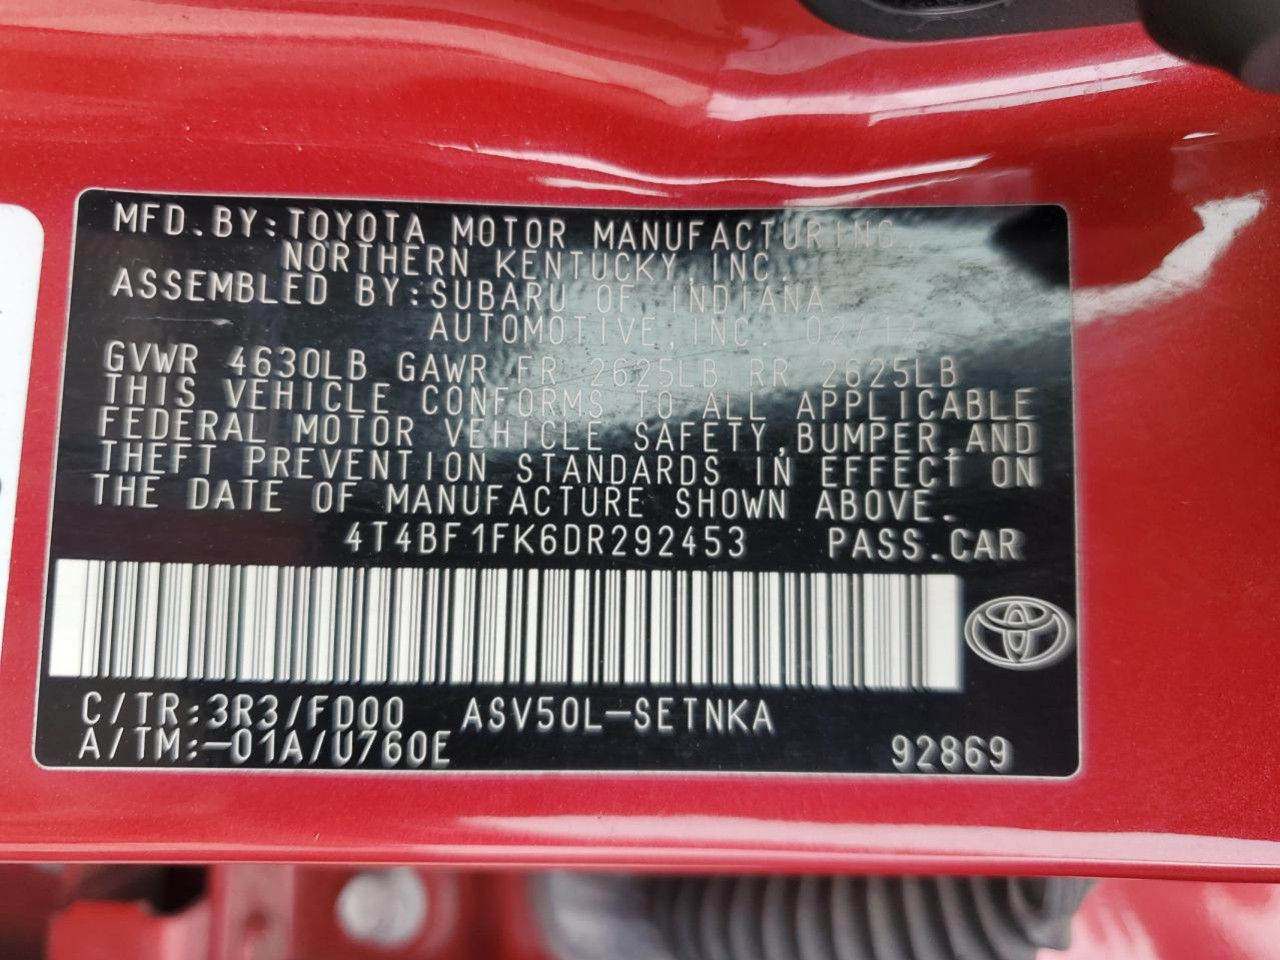 MFD.BY:TOYOTA MOTOR MANUFACTURING
NORTHERN KENTUCKY,INC.
ASSEMBLED BY:SUBARU OF INDIANA
AUTOMOTIVE,INC. 02/13
GVWR 4630LB GAWR FR 2625LB RR 2625LB
THIS VEHICLE CONFORMS TO ALL APPLICABLE
FEDERAL MOTOR VEHICLE SAFETY,BUMPER,AND
THEFT PREVENTION STANDARDS IN EFFECT ON
THE DATE OF MANUFACTURE SHOWN ABOVE.
4T4BF1FK6DR292453 PASS.CAR
C/TR:3R3/FD00 ASV50L-SETNKA
A/TM:-01A/U760E 92869